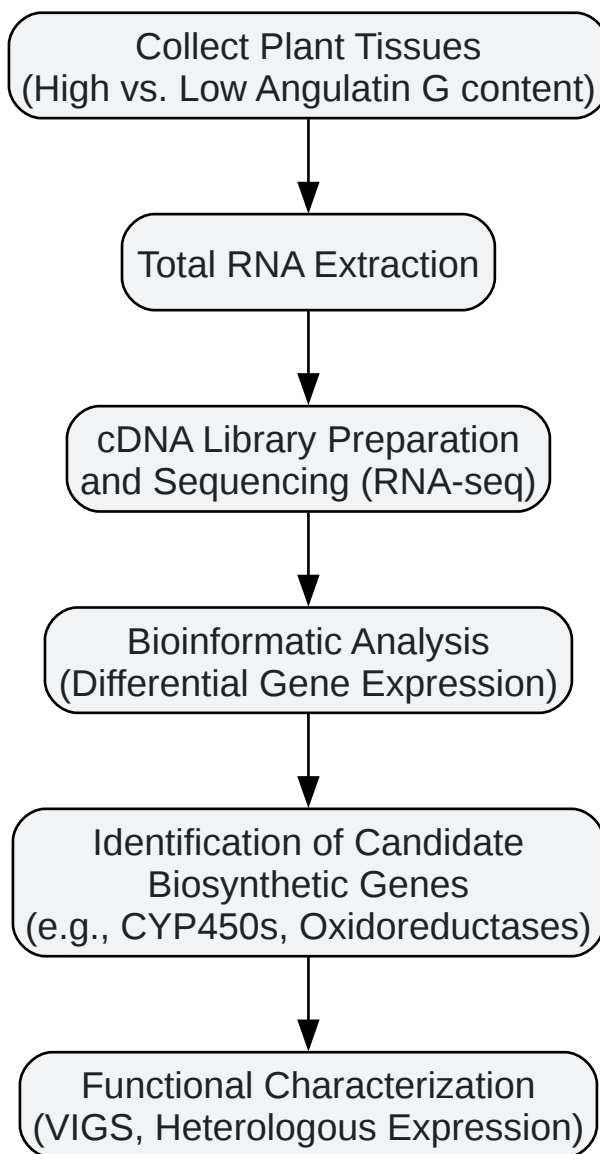 Collect Plant Tissues
(High vs. Low Angulatin G content)
Total RNA Extraction
cDNA Library Preparation
and Sequencing (RNA-seq)
Bioinformatic Analysis
(Differential Gene Expression)
Identification of Candidate
Biosynthetic Genes
(e.g., CYP450s, Oxidoreductases)
Functional Characterization
(VIGS, Heterologous Expression)